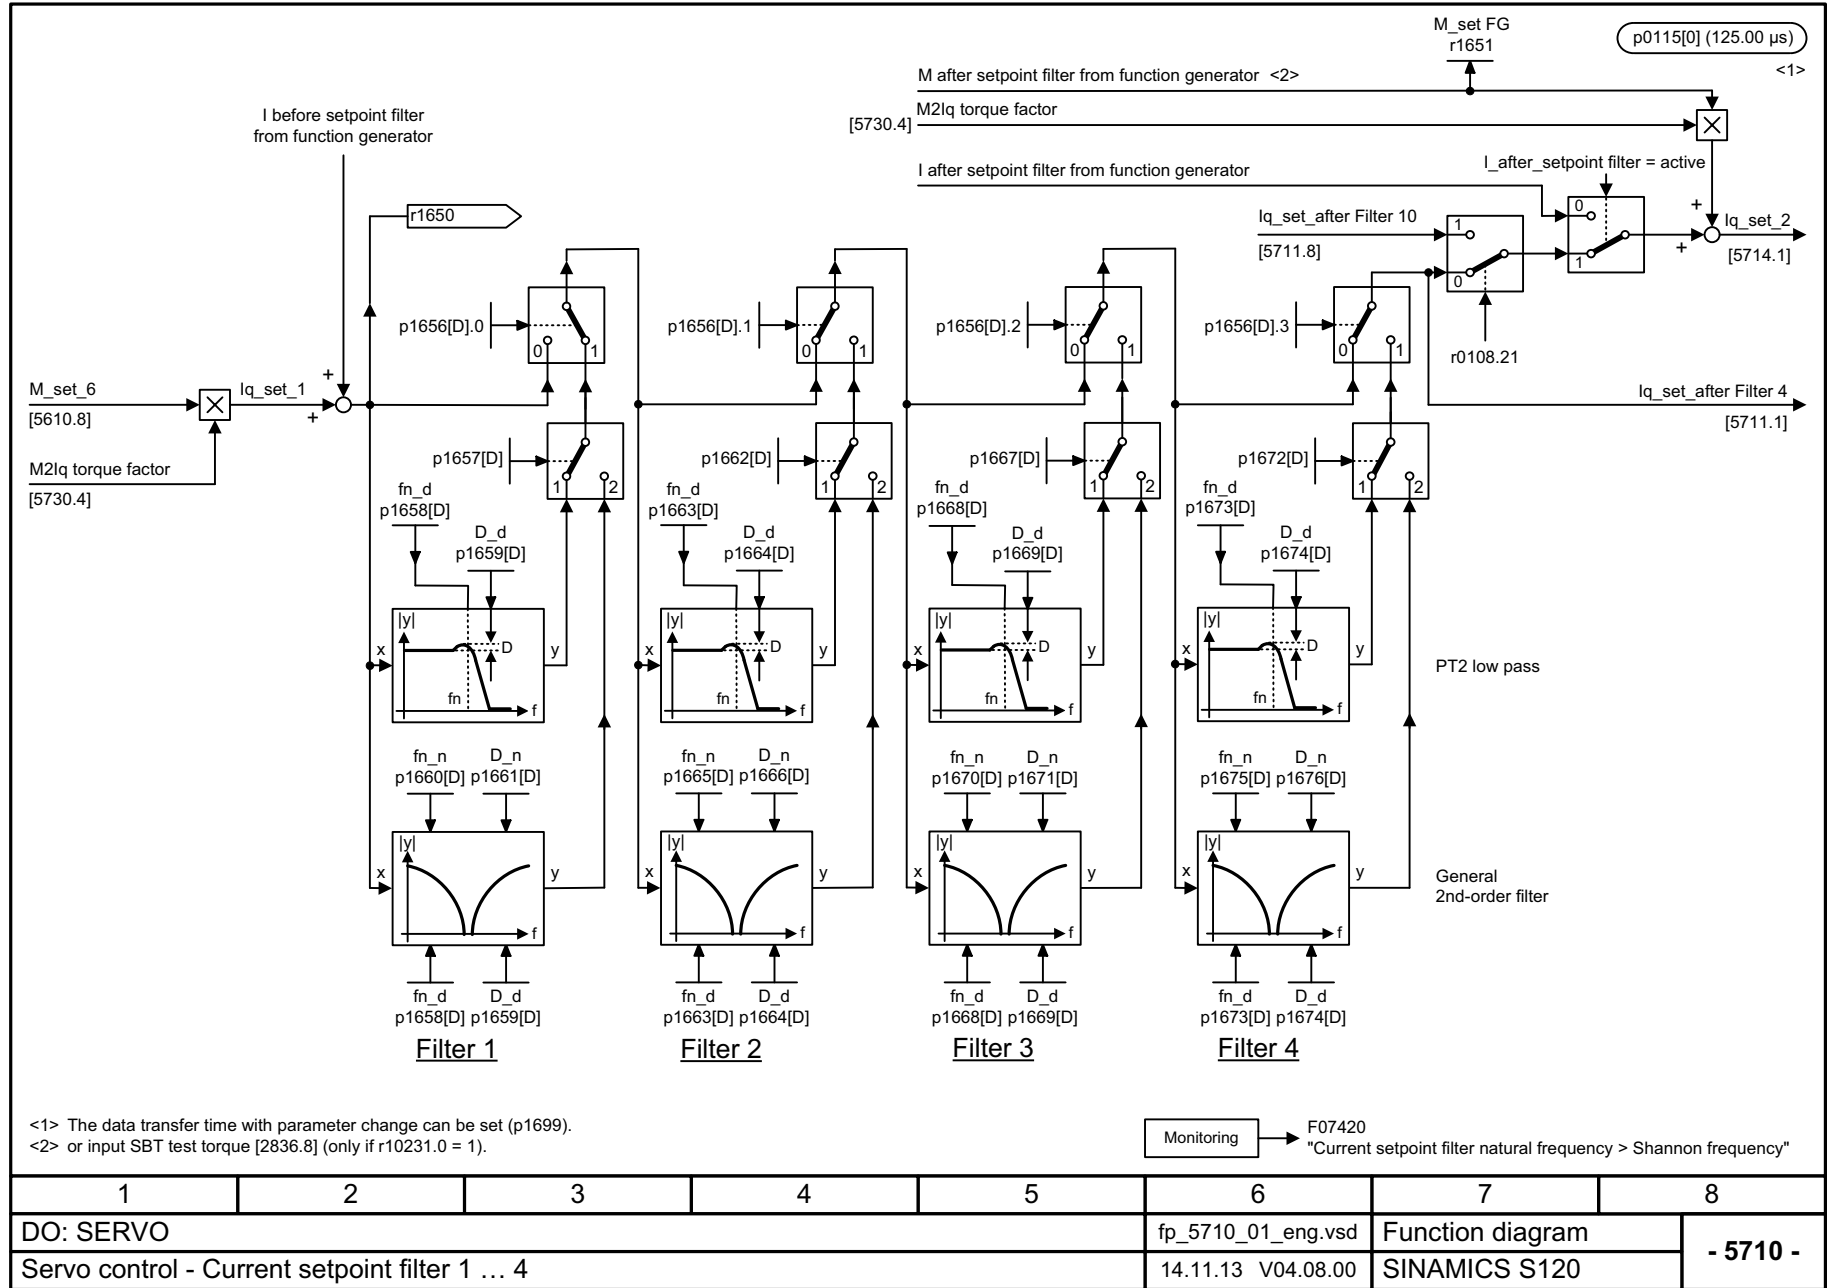 M_set FG
r1651
p0115[0] (125.00 µs)
<1>
M after setpoint filter from function generator <2>
M2Iq torque factor
[5730.4]
I before setpoint filter
from function generator
I after setpoint filter from function generator
I_after_setpoint filter = active
r1650
Iq_set_after Filter 10
[5711.8]
1
0
0
1
+
+
Iq_set_2
[5714.1]
r0108.21
p1656[D].0
0
1
p1656[D].1
0
1
p1656[D].2
0
1
p1656[D].3
0
1
M_set_6
[5610.8]
Iq_set_1
+
+
M2Iq torque factor
[5730.4]
Iq_set_after Filter 4
[5711.1]
p1657[D]
1
2
p1662[D]
1
2
p1667[D]
1
2
p1672[D]
1
2
fn_d
p1658[D]
D_d
p1659[D]
fn_d
p1663[D]
D_d
p1664[D]
fn_d
p1668[D]
D_d
p1669[D]
fn_d
p1673[D]
D_d
p1674[D]
x
|y|
D
fn
f
y
x
|y|
D
fn
f
y
x
|y|
D
fn
f
y
x
|y|
D
fn
f
y
PT2 low pass
fn_n
p1660[D]
D_n
p1661[D]
fn_n
p1665[D]
D_n
p1666[D]
fn_n
p1670[D]
D_n
p1671[D]
fn_n
p1675[D]
D_n
p1676[D]
x
|y|
f
y
x
|y|
f
y
x
|y|
f
y
x
|y|
f
y
General
2nd-order filter
fn_d
p1658[D]
D_d
p1659[D]
fn_d
p1663[D]
D_d
p1664[D]
fn_d
p1668[D]
D_d
p1669[D]
fn_d
p1673[D]
D_d
p1674[D]
Filter 1
Filter 2
Filter 3
Filter 4
<1> The data transfer time with parameter change can be set (p1699).
<2> or input SBT test torque [2836.8] (only if r10231.0 = 1).
Monitoring
F07420
"Current setpoint filter natural frequency > Shannon frequency"
1
2
3
4
5
6
7
8
DO: SERVO
fp_5710_01_eng.vsd
Function diagram
- 5710 -
Servo control - Current setpoint filter 1 … 4
14.11.13 V04.08.00
SINAMICS S120